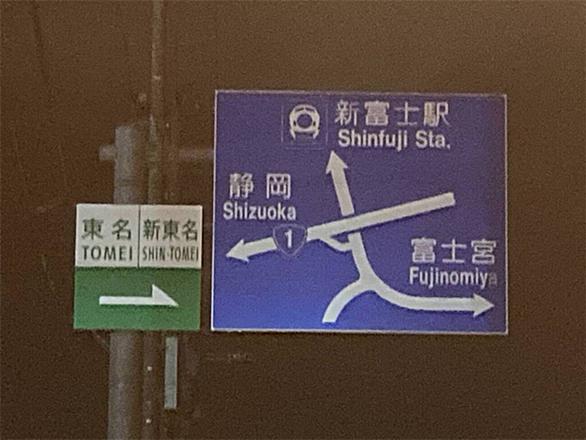 新富士駅
Shinfuji Sta.
静岡
Shizuoka
1
富士宮
Fujinomiya
東名
TOMEI
新東名
SHIN-TOMEI